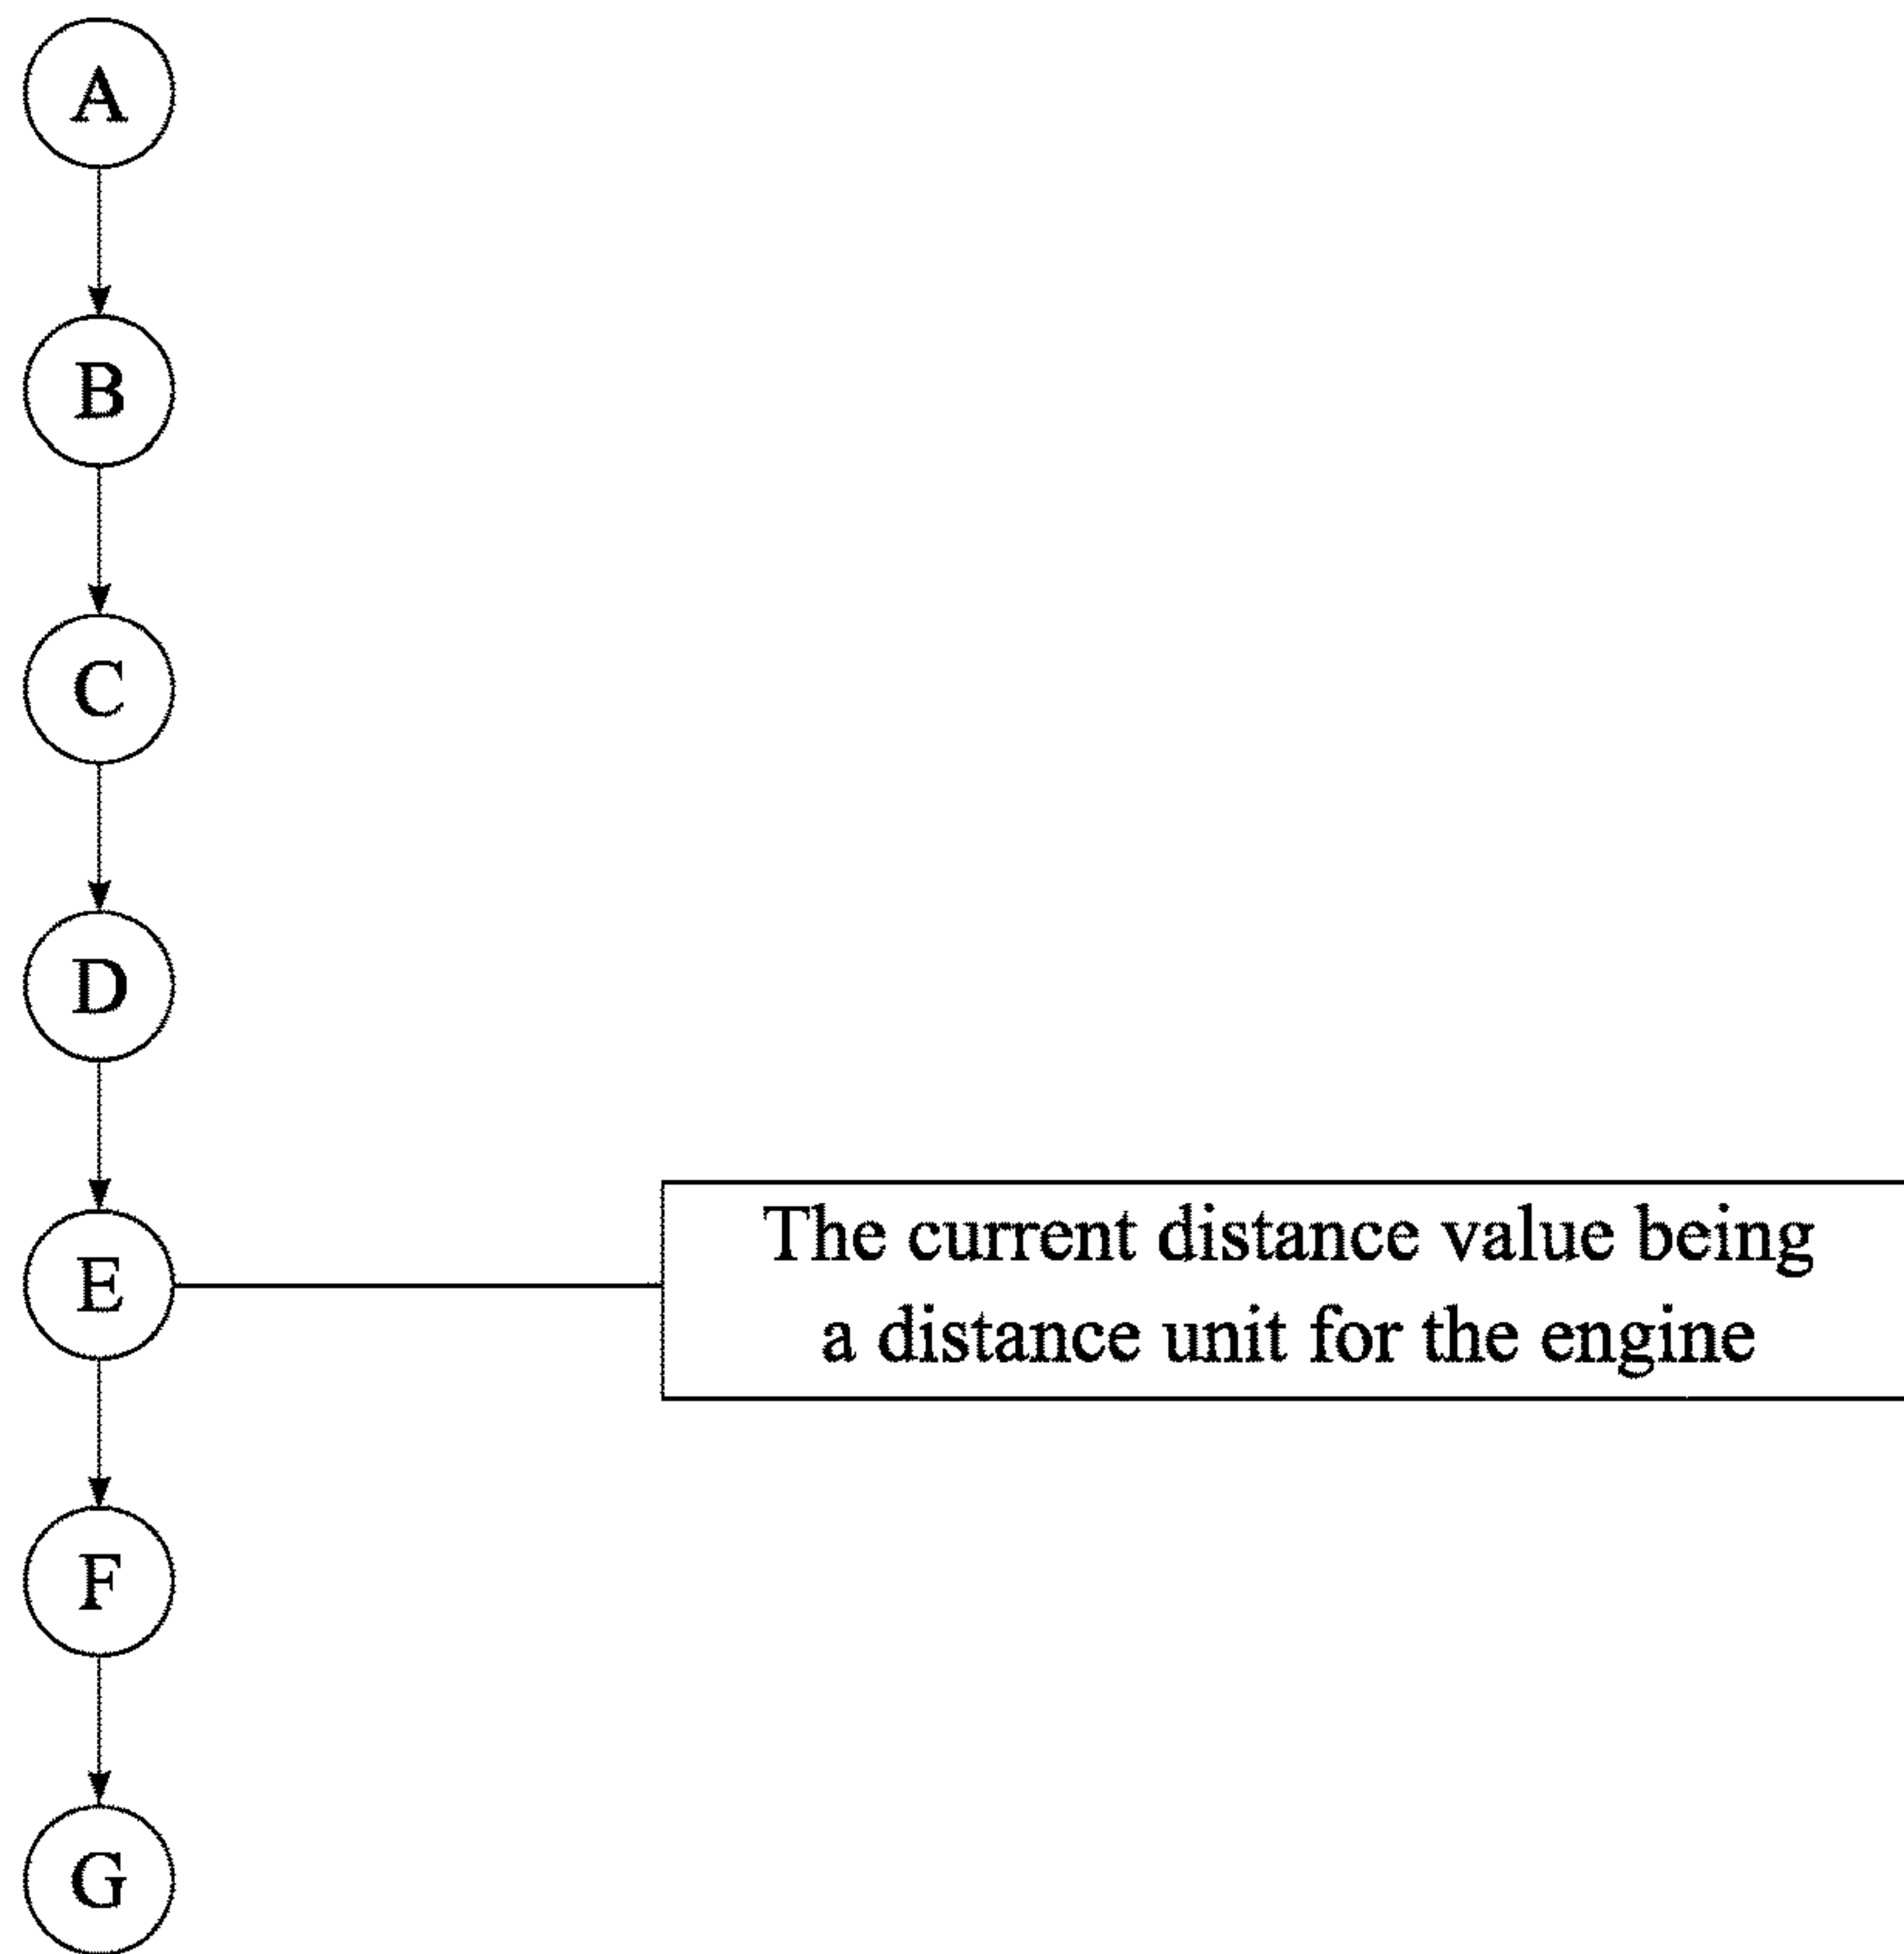 A
B
C
D
E
The current distance value being
a distance unit for the engine
F
G